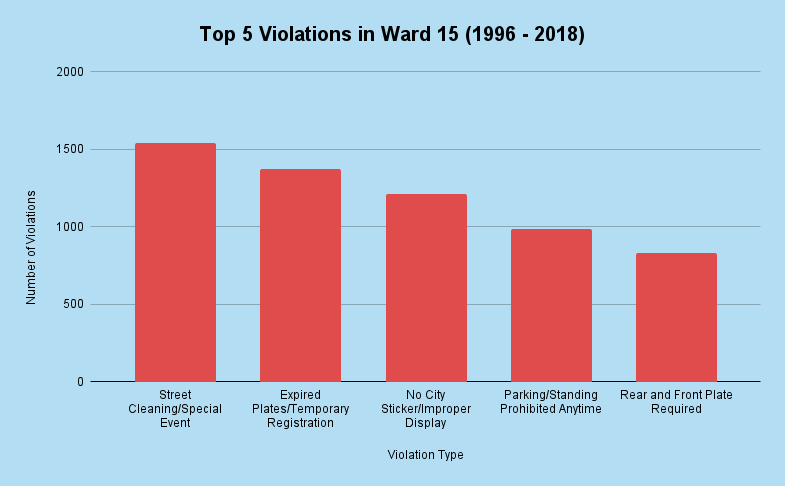 Top 5 Violations in Ward 15 (1996 - 2018)
2000
1500
1000
500
0
Number of Violations
Street
Cleaning/Special
Event
Expired
Plates/Temporary
Registration
No City
Sticker/Improper
Display
Parking/Standing
Prohibited Anytime
Rear and Front Plate
Required
Violation Type